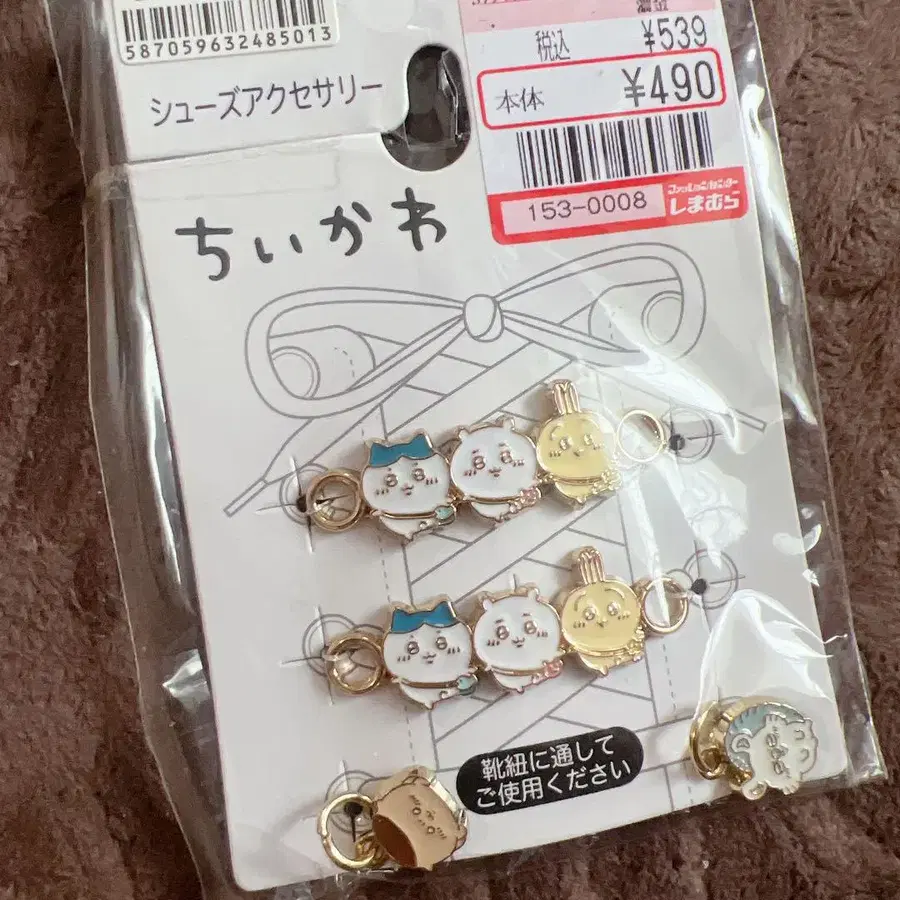 5870596324850​13
シューズアクセサリー
税込 ¥539
本体 ¥490
153-0008
ファッションセンター
しまむら
ちいかわ
靴紐に通して
ご使用ください